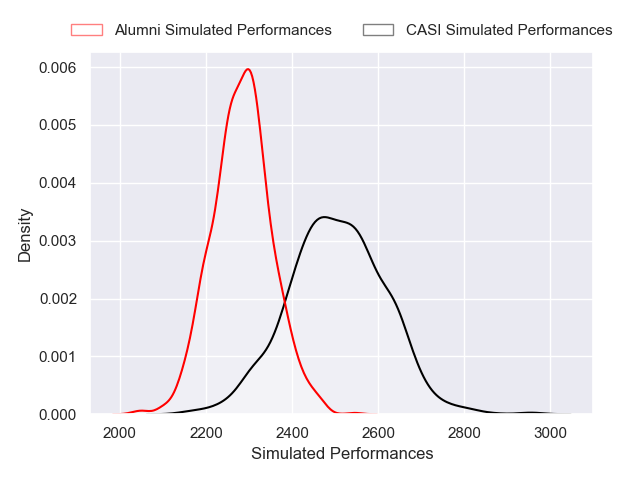 Alumni Simulated Performances CASI Simulated Performances
0.006
0.005
0.004
0.003
0.002
0.001
0.000
Density
2000 2200 2400 2600 2800 3000
Simulated Performances